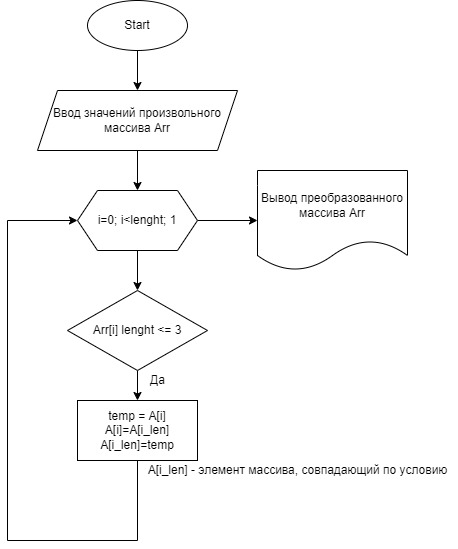 Start
Ввод значений произвольного
массива Arr
i=0; i<lenght; 1
Вывод преобразованного
массива Arr
Arr[i] lenght <= 3
Да
temp = A[i]
A[i]=A[i_len]
A[i_len]=temp
A[i_len] - элемент массива, совпадающий по условию